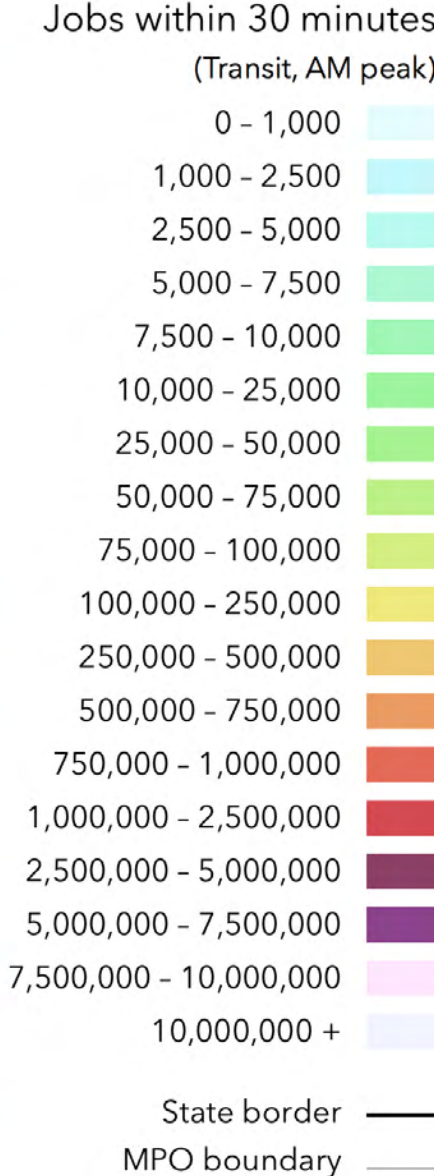 Jobs within 30 minutes
(Transit, AM peak)
0 – 1,000
1,000 – 2,500
2,500 – 5,000
5,000 – 7,500
7,500 – 10,000
10,000 – 25,000
25,000 – 50,000
50,000 – 75,000
75,000 – 100,000
100,000 – 250,000
250,000 – 500,000
500,000 – 750,000
750,000 – 1,000,000
1,000,000 – 2,500,000
2,500,000 – 5,000,000
5,000,000 – 7,500,000
7,500,000 – 10,000,000
10,000,000 +
State border
MPO boundary